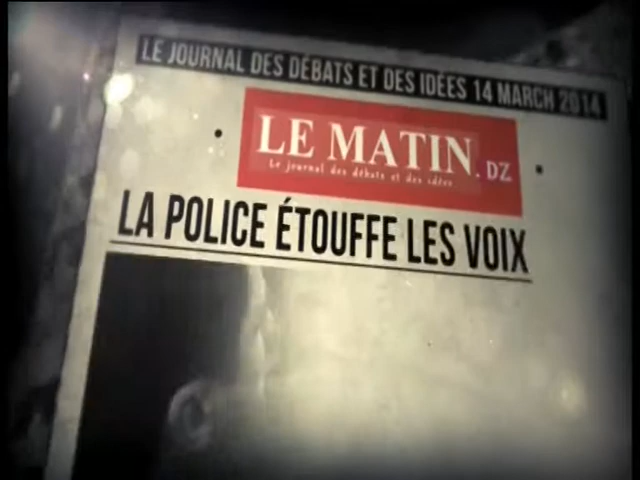 LE JOURNAL DES DÉBATS ET DES IDÉES 14 MARCH 2014
LE MATIN.DZ
Le journal des débats et des idées
LA POLICE ÉTOUFFE LES VOIX